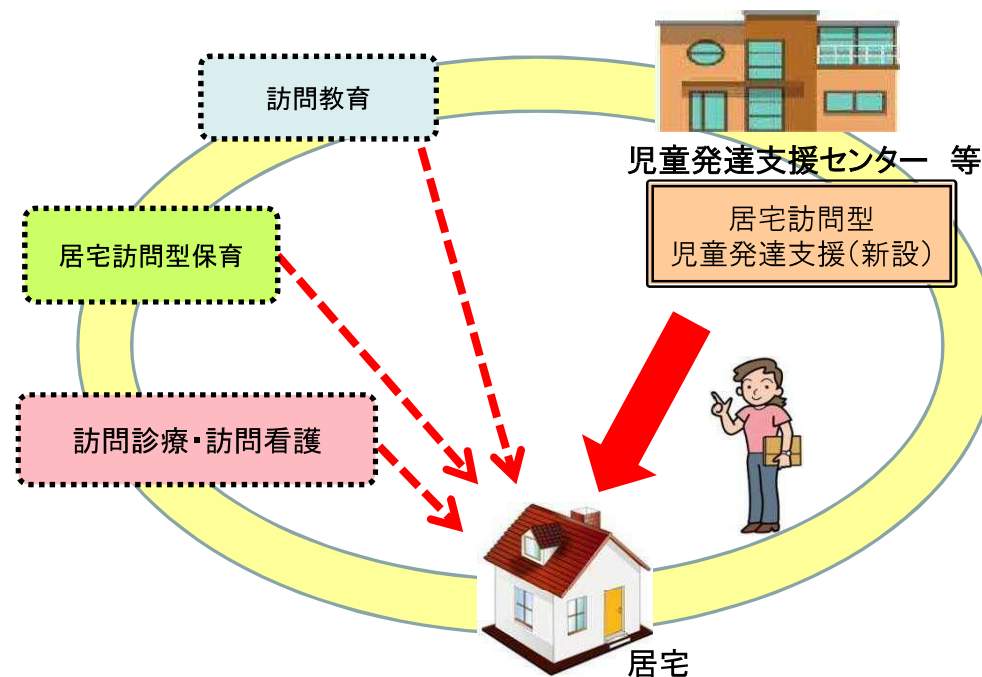 訪問教育
児童発達支援センター 等
居宅訪問型
児童発達支援(新設)
居宅訪問型保育
訪問診療・訪問看護
居宅